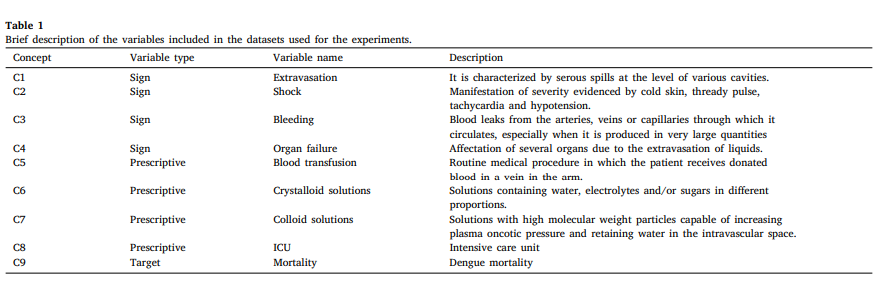 Table 1
Brief description of the variables included in the datasets used for the experiments.
Concept Variable type Variable name Description
C1 Sign Extravasation It is characterized by serous spills at the level of various cavities.
C2 Sign Shock Manifestation of severity evidenced by cold skin, thready pulse,
tachycardia and hypotension.
C3 Sign Bleeding Blood leaks from the arteries, veins or capillaries through which it
circulates, especially when it is produced in very large quantities
C4 Sign Organ failure Affectation of several organs due to the extravasation of liquids.
C5 Prescriptive Blood transfusion Routine medical procedure in which the patient receives donated
blood in a vein in the arm.
C6 Prescriptive Crystalloid solutions Solutions containing water, electrolytes and/or sugars in different
proportions.
C7 Prescriptive Colloid solutions Solutions with high molecular weight particles capable of increasing
plasma oncotic pressure and retaining water in the intravascular space.
C8 Prescriptive ICU Intensive care unit
C9 Target Mortality Dengue mortality